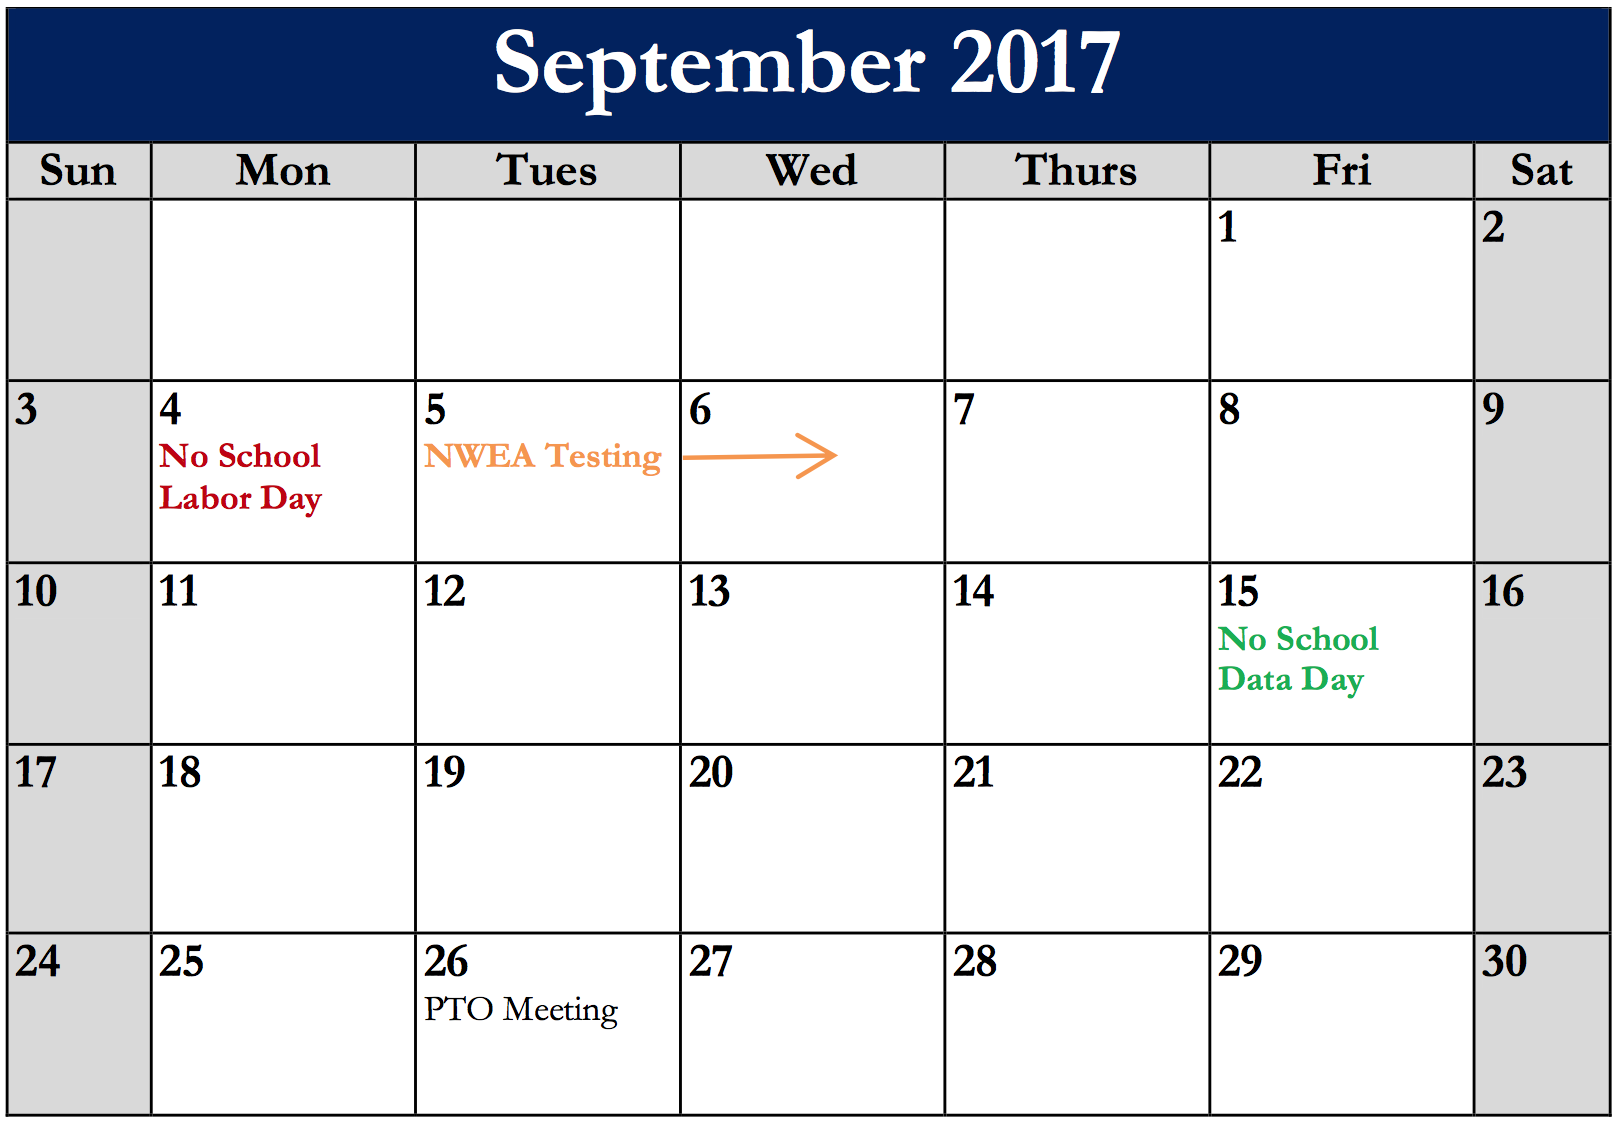 September 2017
Sun Mon Tues Wed Thurs Fri Sat
1 2
3 4 5 6 7 8 9
No School NWEA Testing
Labor Day
10 11 12 13 14 15 16
No School
Data Day
17 18 19 20 21 22 23
24 25 26 27 28 29 30
PTO Meeting